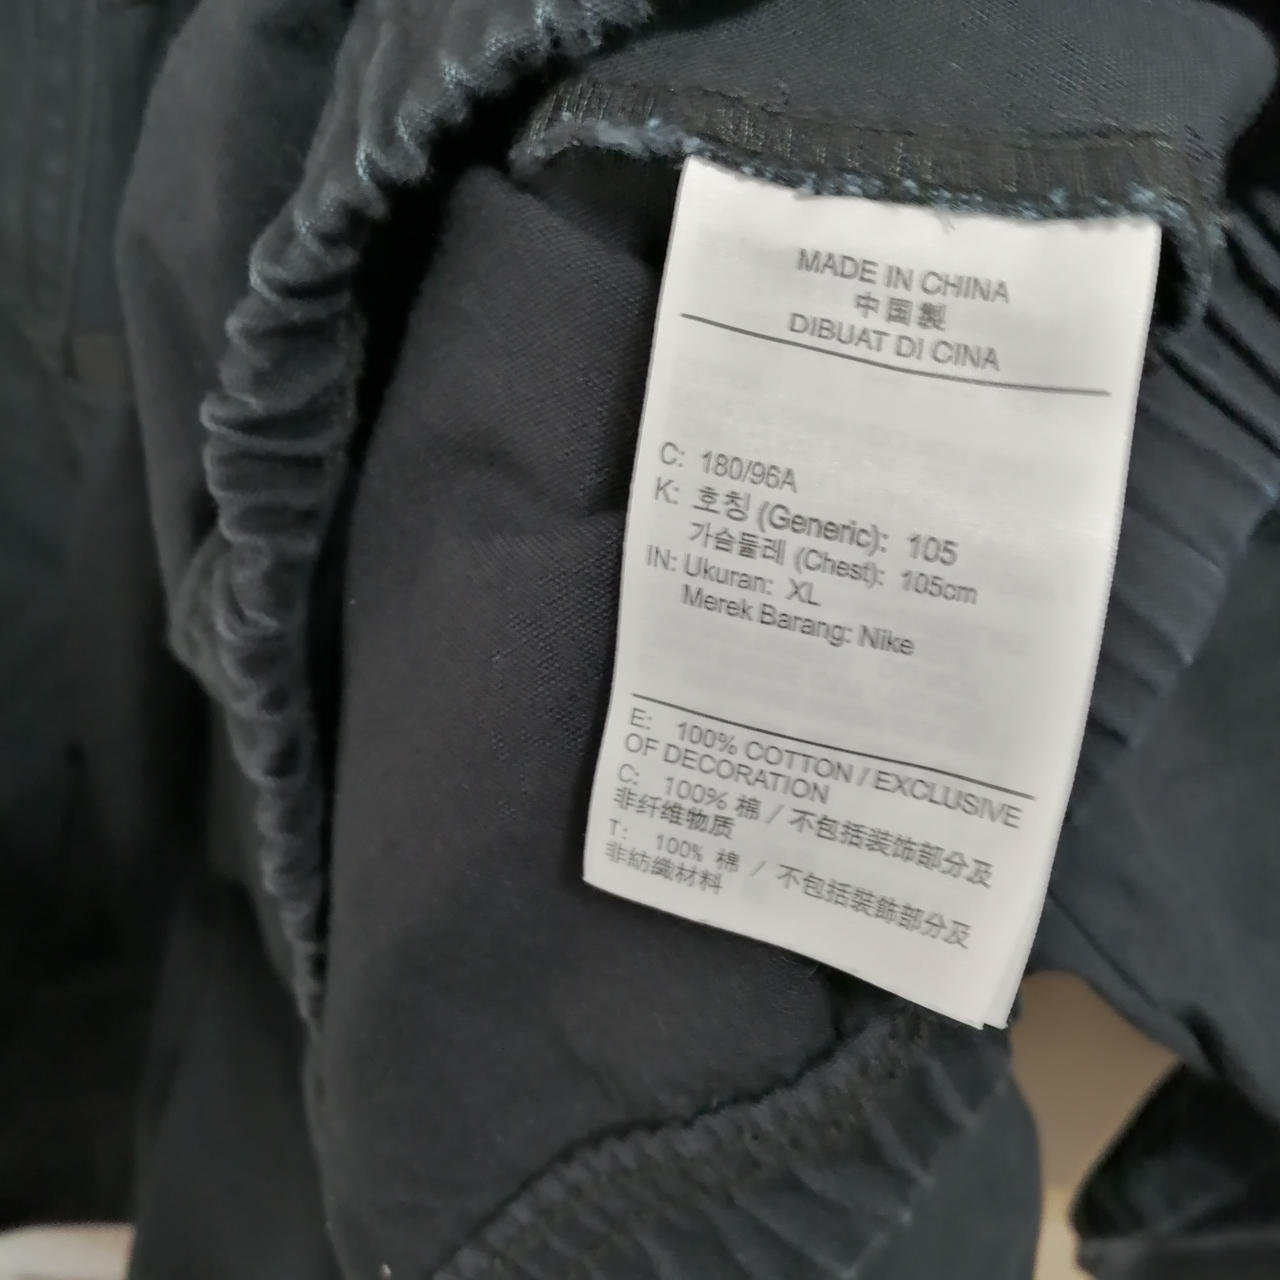 MADE IN CHINA
中国製
DIBUAT DI CINA
C: 180/96A
K: 호칭 (Generic): 105
가슴둘레 (Chest): 105cm
IN: Ukuran: XL
Merek Barang: Nike
E: 100% COTTON / EXCLUSIVE
OF DECORATION
C: 100% 棉 / 不包括装饰部分及
非纤维物质
T: 100% 棉 / 不包括裝飾部分及
非紡織材料